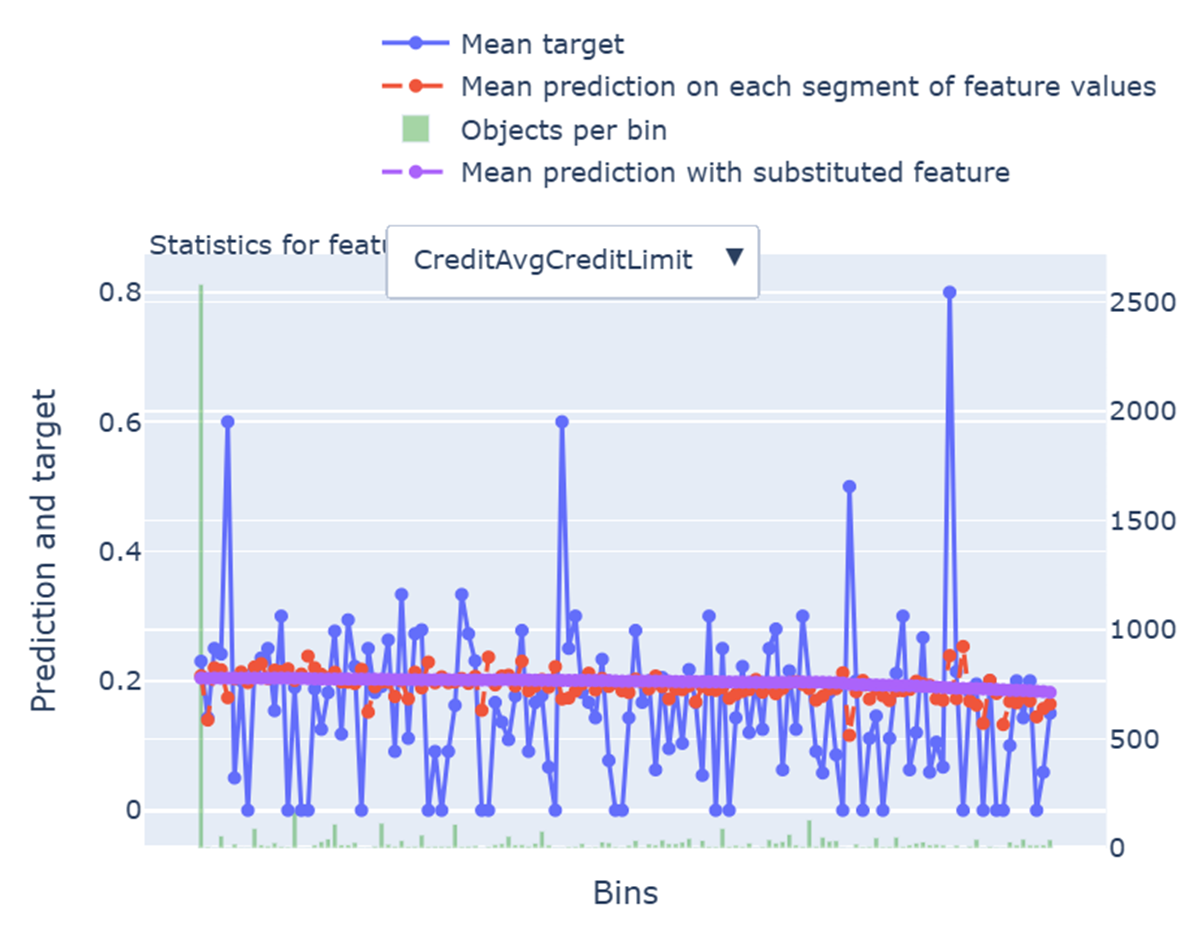 Mean target
Mean prediction on each segment of feature values
Objects per bin
Mean prediction with substituted feature
Statistics for featu
CreditAvgCreditLimit ▼
0.8
0.6
0.4
0.2
0
2500
2000
1500
1000
500
0
Prediction and target
Bins